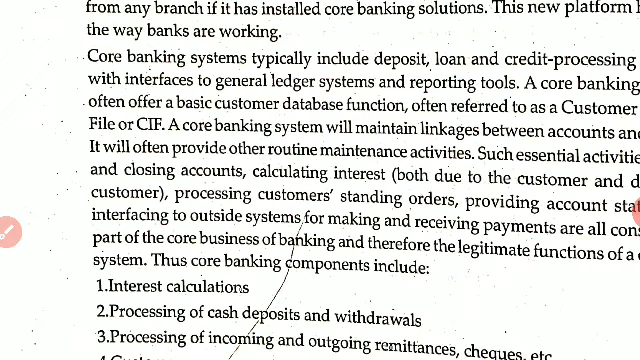 from any branch if it has installed core banking solutions. This new platform
the way banks are working.
Core banking systems typically include deposit, loan and credit-processing
with interfaces to general ledger systems and reporting tools. A core banking
often offer a basic customer database function, often referred to as a Customer
File or CIF. A core banking system will maintain linkages between accounts and
It will often provide other routine maintenance activities. Such essential activitie
and closing accounts, calculating interest (both due to the customer and d
customer), processing customers' standing orders, providing account stat
interfacing to outside systems for making and receiving payments are all con
part of the core business of banking and therefore the legitimate functions of a
system. Thus core banking components include:
1.Interest calculations
2.Processing of cash deposits and withdrawals
3.Processing of incoming and outgoing remittances, cheques, etc